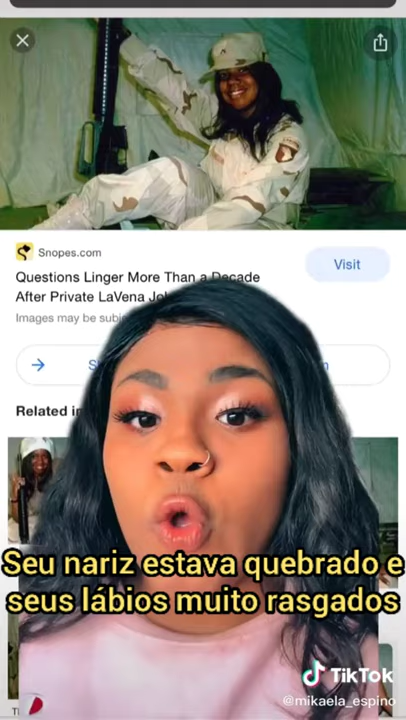 Snopes.com
Visit
Questions Linger More Than a Decade
After Private LaVena
Images may be
Related
Seu nariz estava quebrado e
seus lábios muito rasgados
TikTok
@mikaela_espino